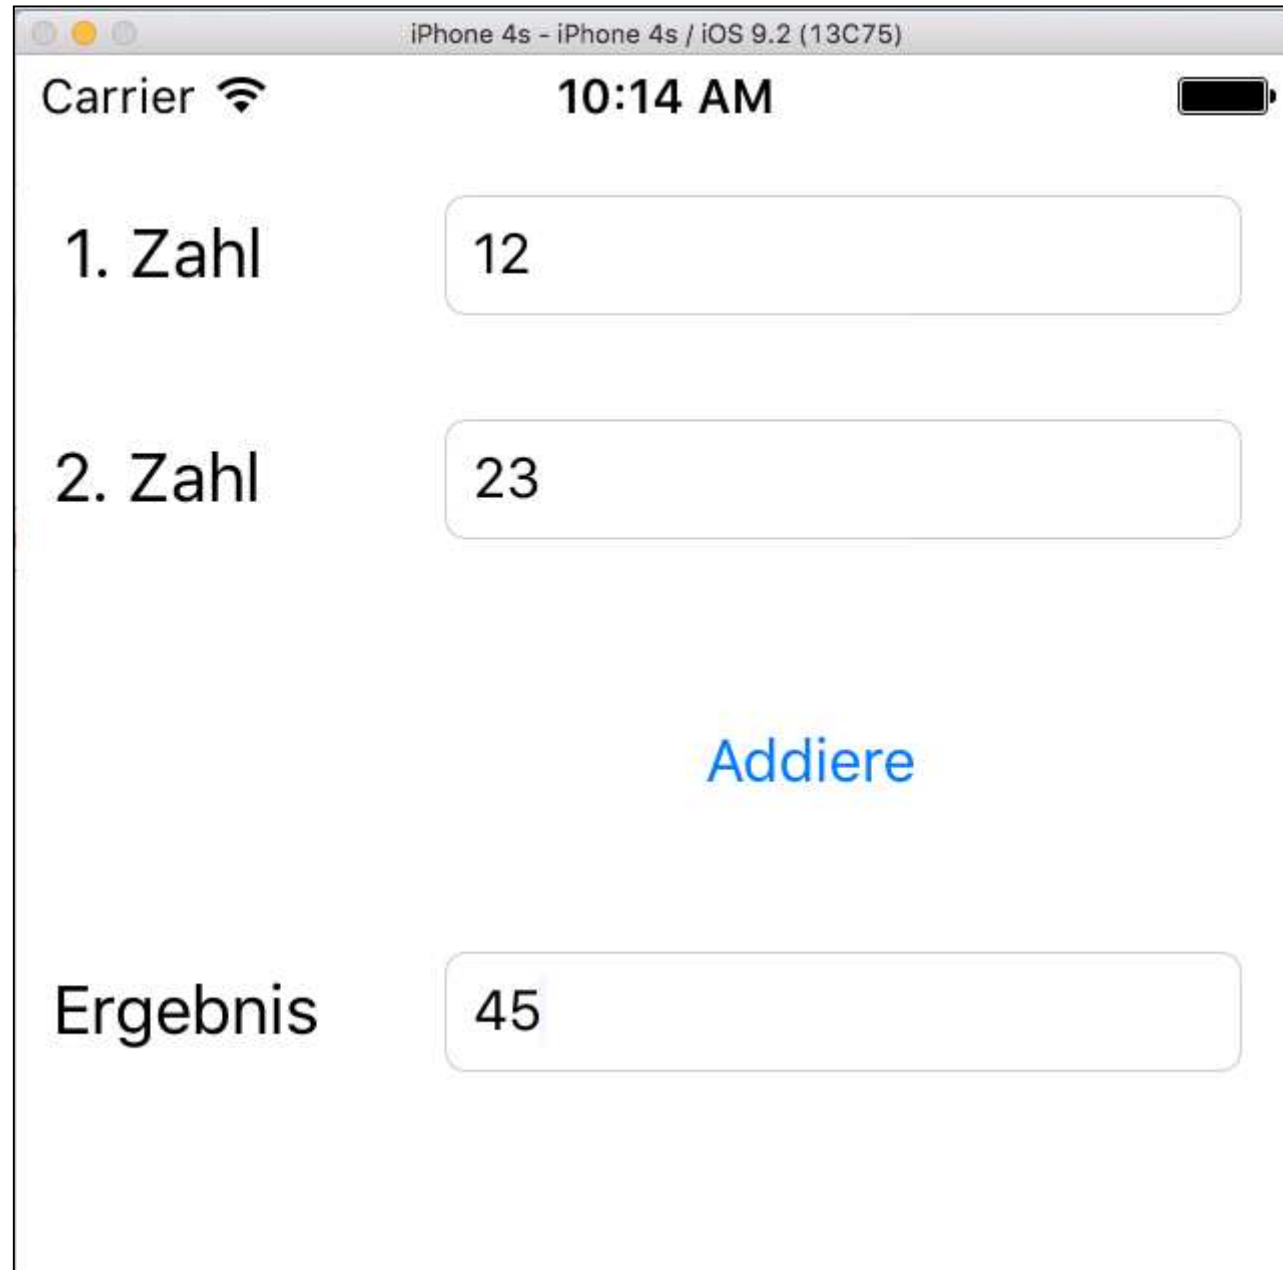 iPhone 4s - iPhone 4s / iOS 9.2 (13C75)
Carrier 10:14 AM
1. Zahl 12
2. Zahl 23
Addiere
Ergebnis 45